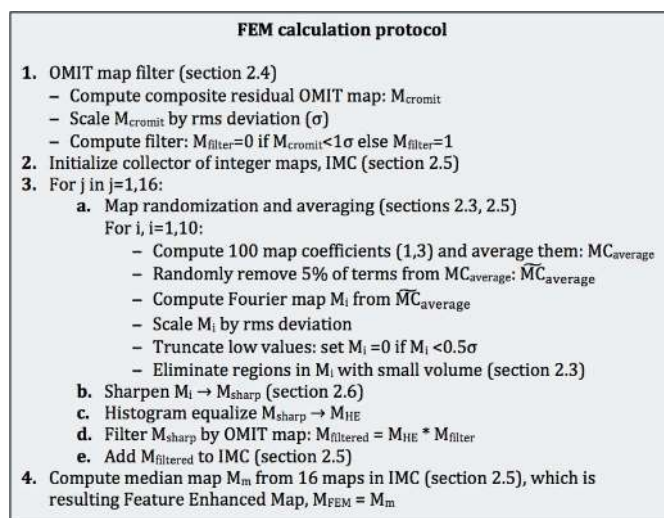 FEM calculation protocol
1. OMIT map filter (section 2.4)
– Compute composite residual OMIT map: Mcromit
– Scale Mcromit by rms deviation (σ)
– Compute filter: Mfilter=0 if Mcromit<1σ else Mfilter=1
2. Initialize collector of integer maps, IMC (section 2.5)
3. For j in j=1,16:
a. Map randomization and averaging (sections 2.3, 2.5)
For i, i=1,10:
– Compute 100 map coefficients (1,3) and average them: MCaverage
– Randomly remove 5% of terms from MCaverage: M͠Caverage
– Compute Fourier map Mi from M͠Caverage
– Scale Mi by rms deviation
– Truncate low values: set Mi =0 if Mi <0.5σ
– Eliminate regions in Mi with small volume (section 2.3)
b. Sharpen Mi → Msharp (section 2.6)
c. Histogram equalize Msharp → MHE
d. Filter Msharp by OMIT map: Mfiltered = MHE * Mfilter
e. Add Mfiltered to IMC (section 2.5)
4. Compute median map Mm from 16 maps in IMC (section 2.5), which is
resulting Feature Enhanced Map, MFEM = Mm